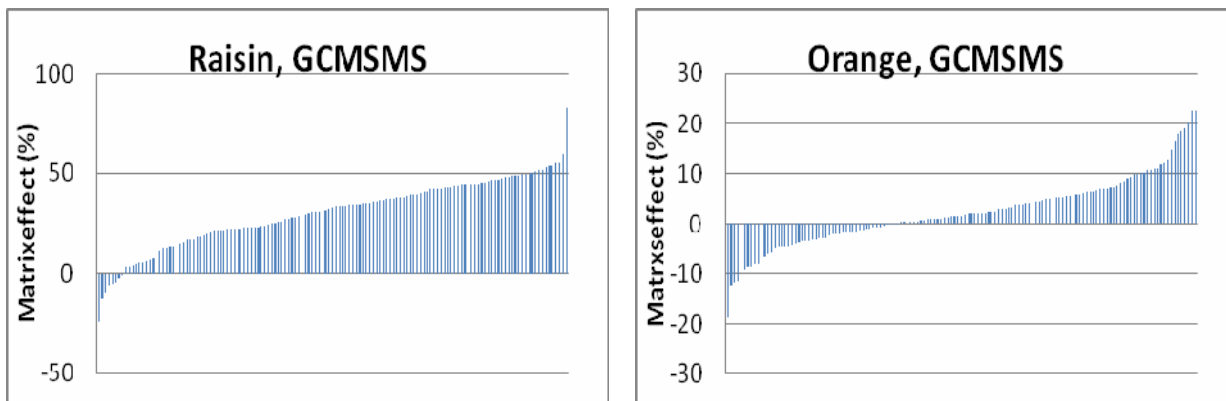 Raisin, GCMSMS
100
50
0
-50
Matrixeffect (%)
Orange, GCMSMS
30
20
10
0
-10
-20
-30
Matrxseffect (%)